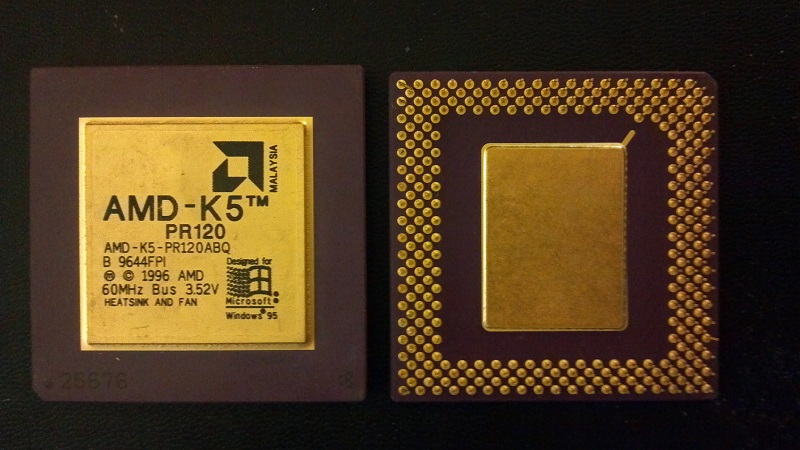 MALAYSIA
AMD-K5™
PR120
AMD-K5-PR120ABQ
B 9644FPI
Ⓜ © 1996 AMD
60MHz Bus 3.52V
HEATSINK AND FAN
Designed for
Microsoft®
Windows®95
25676